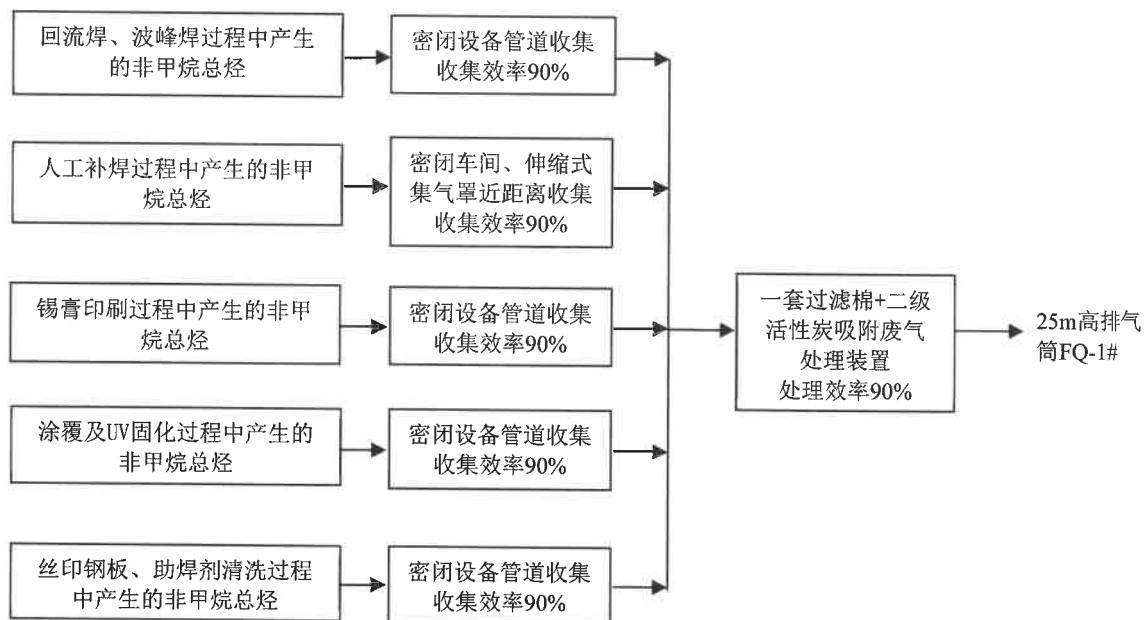 回流焊、波峰焊过程中产生
的非甲烷总烃
密闭设备管道收集
收集效率90%
人工补焊过程中产生的非甲
烷总烃
密闭车间、伸缩式
集气罩近距离收集
收集效率90%
锡膏印刷过程中产生的非甲
烷总烃
密闭设备管道收集
收集效率90%
涂覆及UV固化过程中产生的
非甲烷总烃
密闭设备管道收集
收集效率90%
丝印钢板、助焊剂清洗过程
中产生的非甲烷总烃
密闭设备管道收集
收集效率90%
一套过滤棉+二级
活性炭吸附废气
处理装置
处理效率90%
25m高排气
筒FQ-1#